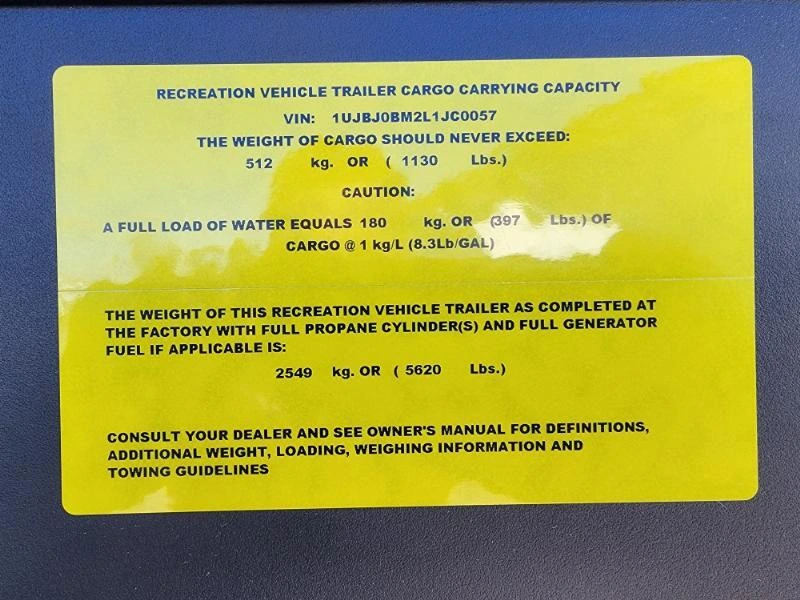 RECREATION VEHICLE TRAILER CARGO CARRYING CAPACITY
VIN: 1UJBJ0BM2L1JC0057
THE WEIGHT OF CARGO SHOULD NEVER EXCEED:
512 kg. OR ( 1130 Lbs.)
CAUTION:
A FULL LOAD OF WATER EQUALS 180 kg. OR (397 Lbs.) OF
CARGO @ 1 kg/L (8.3Lb/GAL)
THE WEIGHT OF THIS RECREATION VEHICLE TRAILER AS COMPLETED AT
THE FACTORY WITH FULL PROPANE CYLINDER(S) AND FULL GENERATOR
FUEL IF APPLICABLE IS:
2549 kg. OR ( 5620 Lbs.)
CONSULT YOUR DEALER AND SEE OWNER'S MANUAL FOR DEFINITIONS,
ADDITIONAL WEIGHT, LOADING, WEIGHING INFORMATION AND
TOWING GUIDELINES